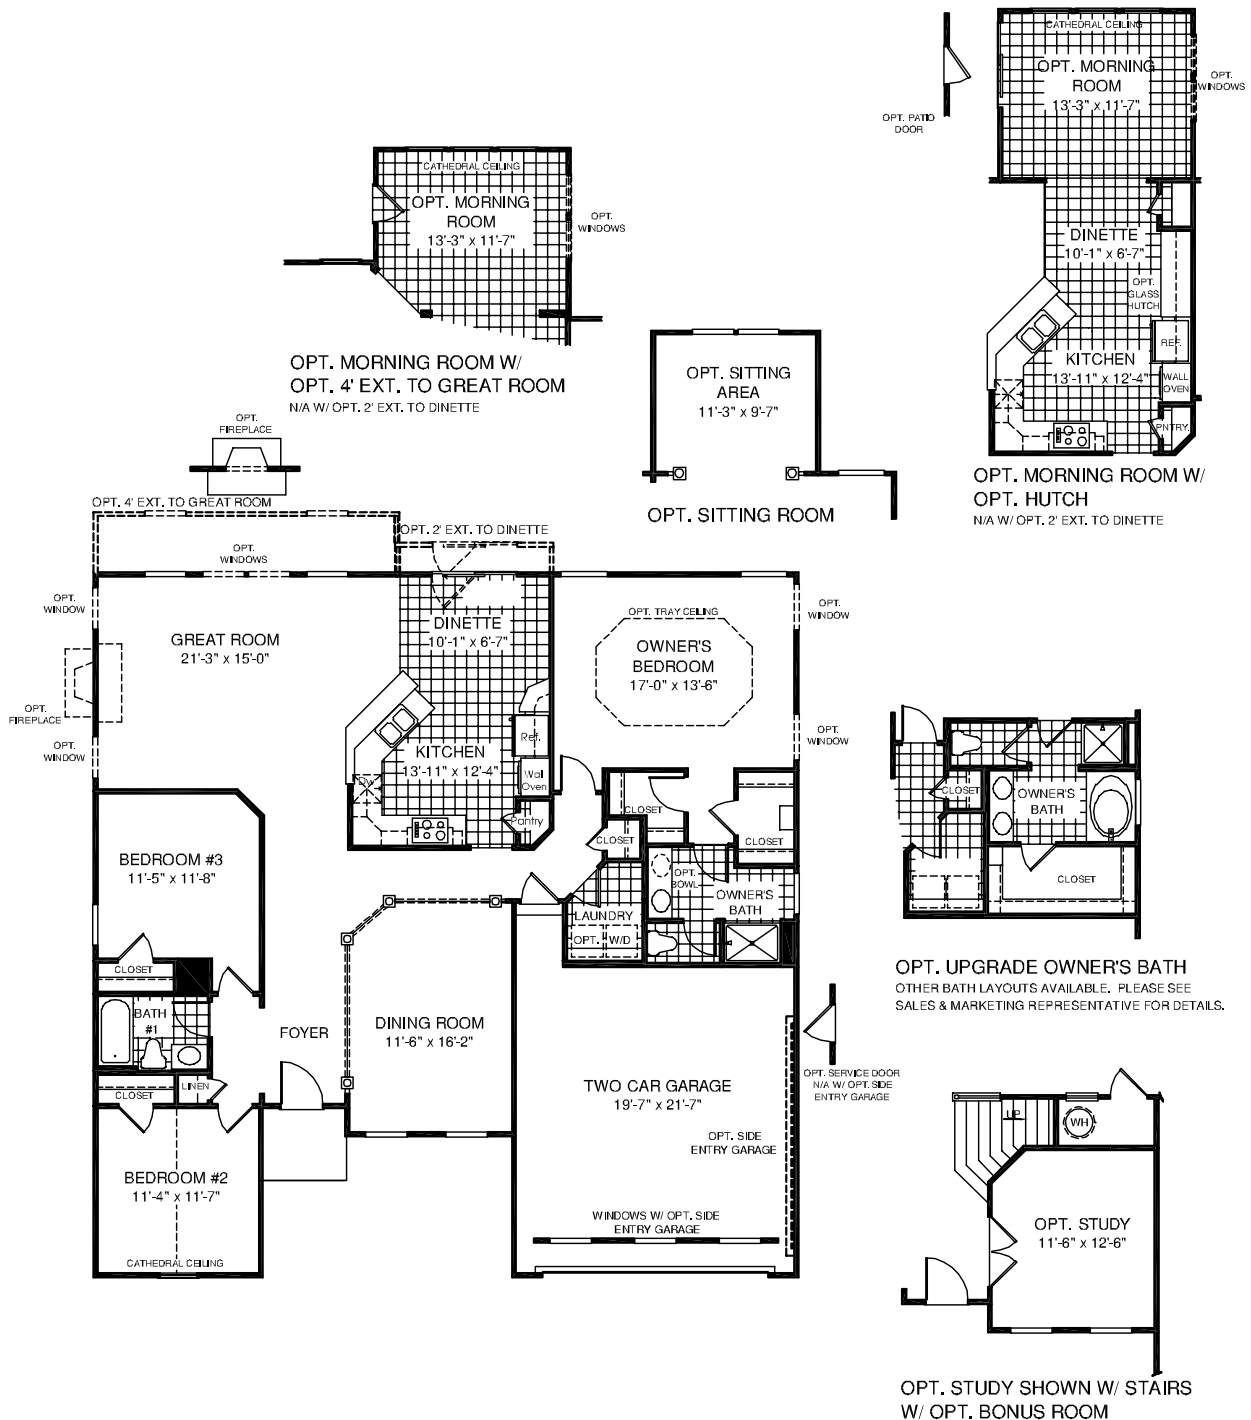 CATHEDRAL CEILING
OPT. MORNING
ROOM
13'-3" x 11'-7"
OPT.
WINDOWS
OPT. PATIO
DOOR
DINETTE
10'-1" x 6'-7"
OPT.
GLASS
HUTCH
REF.
KITCHEN
13'-11" x 12'-4"
WALL
OVEN
PNTRY.
OPT. MORNING ROOM W/
OPT. HUTCH
N/A W/ OPT. 2' EXT. TO DINETTE
CATHEDRAL CEILING
OPT. MORNING
ROOM
13'-3" x 11'-7"
OPT.
WINDOWS
OPT. MORNING ROOM W/
OPT. 4' EXT. TO GREAT ROOM
N/A W/ OPT. 2' EXT. TO DINETTE
OPT. SITTING
AREA
11'-3" x 9'-7"
OPT. SITTING ROOM
OPT.
FIREPLACE
OPT. 4' EXT. TO GREAT ROOM
OPT. 2' EXT. TO DINETTE
OPT.
WINDOWS
OPT.
WINDOW
GREAT ROOM
21'-3" x 15'-0"
OPT.
FIREPLACE
OPT.
WINDOW
DINETTE
10'-1" x 6'-7"
KITCHEN
13'-11" x 12'-4"
Ref.
Wal
Oven
Dw
Pantry
OPT. TRAY CEILING
OWNER'S
BEDROOM
17'-0" x 13'-6"
OPT.
WINDOW
OPT.
WINDOW
CLOSET
CLOSET
CLOSET
OPT.
BOWL
OWNER'S
BATH
LAUNDRY
OPT. W/D
BEDROOM #3
11'-5" x 11'-8"
CLOSET
BATH
#1
LINEN
CLOSET
FOYER
DINING ROOM
11'-6" x 16'-2"
BEDROOM #2
11'-4" x 11'-7"
CATHEDRAL CEILING
TWO CAR GARAGE
19'-7" x 21'-7"
OPT. SIDE
ENTRY GARAGE
WINDOWS W/ OPT. SIDE
ENTRY GARAGE
OPT. SERVICE DOOR
N/A W/ OPT. SIDE
ENTRY GARAGE
CLOSET
OWNER'S
BATH
CLOSET
OPT. UPGRADE OWNER'S BATH
OTHER BATH LAYOUTS AVAILABLE. PLEASE SEE
SALES & MARKETING REPRESENTATIVE FOR DETAILS.
UP
WH
OPT. STUDY
11'-6" x 12'-6"
OPT. STUDY SHOWN W/ STAIRS
W/ OPT. BONUS ROOM